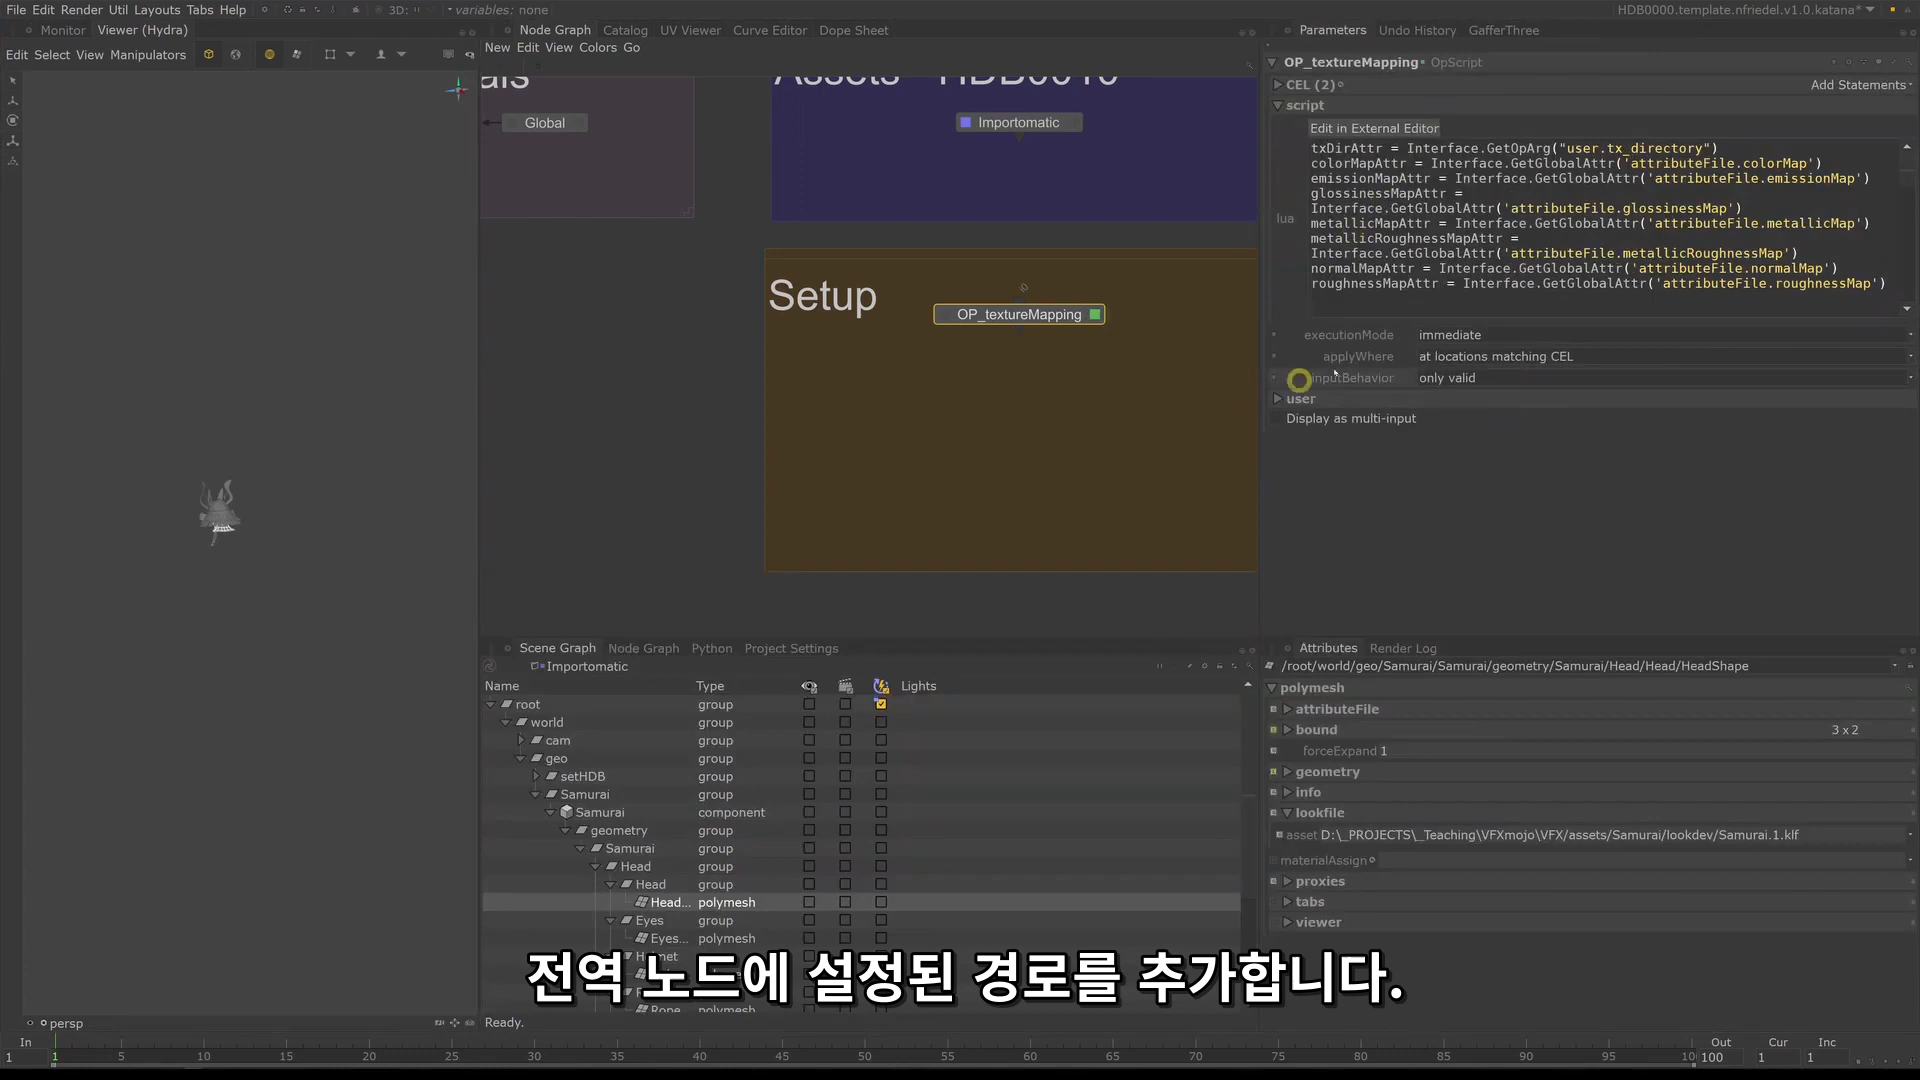 File Edit Render Util Layouts Tabs Help
3D:
variables: none
HDB0000.template.nfriedel.v1.0.katana*
Monitor Viewer (Hydra)
Edit Select View Manipulators
persp
Node Graph Catalog UV Viewer Curve Editor Dope Sheet
New Edit View Colors Go
Global
Importomatic
Setup
OP_textureMapping
Parameters Undo History GafferThree
OP_textureMapping OpScript
CEL (2) Add Statements
script
Edit in External Editor
lua
txDirAttr = Interface.GetOpArg("user.tx_directory")
colorMapAttr = Interface.GetGlobalAttr('attributeFile.colorMap')
emissionMapAttr = Interface.GetGlobalAttr('attributeFile.emissionMap')
glossinessMapAttr =
Interface.GetGlobalAttr('attributeFile.glossinessMap')
metallicMapAttr = Interface.GetGlobalAttr('attributeFile.metallicMap')
metallicRoughnessMapAttr =
Interface.GetGlobalAttr('attributeFile.metallicRoughnessMap')
normalMapAttr = Interface.GetGlobalAttr('attributeFile.normalMap')
roughnessMapAttr = Interface.GetGlobalAttr('attributeFile.roughnessMap')
executionMode immediate
applyWhere at locations matching CEL
inputBehavior only valid
user
Display as multi-input
Scene Graph Node Graph Python Project Settings
Importomatic
Name Type Lights
root group
world group
cam group
geo group
setHDB group
Samurai group
Samurai component
geometry group
Samurai group
Head group
Head group
Head... polymesh
Eyes group
Eyes... polymesh
Ready.
Attributes Render Log
/root/world/geo/Samurai/Samurai/geometry/Samurai/Head/Head/HeadShape
polymesh
attributeFile
bound 3 x 2
forceExpand 1
geometry
info
lookfile
asset D:\_PROJECTS\_Teaching\VFXmojo\VFX/assets/Samurai/lookdev/Samurai.1.klf
materialAssign
proxies
tabs
viewer
전역 노드에 설정된 경로를 추가합니다.
In Out Cur Inc
1 1 5 10 15 20 25 30 35 40 45 50 55 60 65 70 75 80 85 90 95 100 1 1